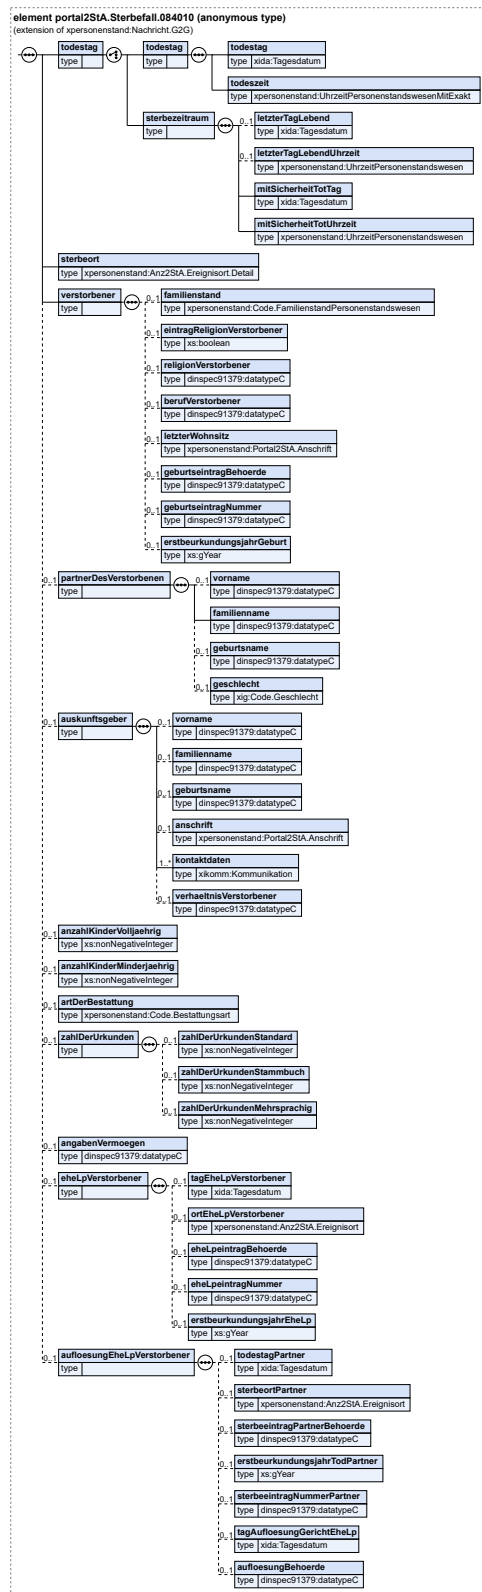 element portal2StA.Sterbefall.084010 (anonymous type)
(extension of xpersonenstand:Nachricht.G2G)
todestag
type
todestag
type
todestag
type xida:Tagesdatum
todeszeit
type xpersonenstand:UhrzeitPersonenstandswesenMitExakt
sterbezeitraum
type
0..1 letzterTagLebend
type xida:Tagesdatum
0..1 letzterTagLebendUhrzeit
type xpersonenstand:UhrzeitPersonenstandswesen
mitSicherheitTotTag
type xida:Tagesdatum
mitSicherheitTotUhrzeit
type xpersonenstand:UhrzeitPersonenstandswesen
sterbeort
type xpersonenstand:Anz2StA.Ereignisort.Detail
verstorbener
type
0..1 familienstand
type xpersonenstand:Code.FamilienstandPersonenstandswesen
0..1 eintragReligionVerstorbener
type xs:boolean
0..1 religionVerstorbener
type dinspec91379:datatypeC
0..1 berufVerstorbener
type dinspec91379:datatypeC
0..1 letzterWohnsitz
type xpersonenstand:Portal2StA.Anschrift
0..1 geburtseintragBehoerde
type dinspec91379:datatypeC
0..1 geburtseintragNummer
type dinspec91379:datatypeC
0..1 erstbeurkundungsjahrGeburt
type xs:gYear
0..1 partnerDesVerstorbenen
type
0..1 vorname
type dinspec91379:datatypeC
familienname
type dinspec91379:datatypeC
0..1 geburtsname
type dinspec91379:datatypeC
0..1 geschlecht
type xig:Code.Geschlecht
0..1 auskunftsgeber
type
0..1 vorname
type dinspec91379:datatypeC
0..1 familienname
type dinspec91379:datatypeC
0..1 geburtsname
type dinspec91379:datatypeC
0..1 anschrift
type xpersonenstand:Portal2StA.Anschrift
1..* kontaktdaten
type xikomm:Kommunikation
0..1 verhaeltnisVerstorbener
type dinspec91379:datatypeC
0..1 anzahlKinderVolljaehrig
type xs:nonNegativeInteger
0..1 anzahlKinderMinderjaehrig
type xs:nonNegativeInteger
0..1 artDerBestattung
type xpersonenstand:Code.Bestattungsart
0..1 zahlDerUrkunden
type
0..1 zahlDerUrkundenStandard
type xs:nonNegativeInteger
0..1 zahlDerUrkundenStammbuch
type xs:nonNegativeInteger
0..1 zahlDerUrkundenMehrsprachig
type xs:nonNegativeInteger
0..1 angabenVermoegen
type dinspec91379:datatypeC
0..1 eheLpVerstorbener
type
0..1 tagEheLpVerstorbener
type xida:Tagesdatum
0..1 ortEheLpVerstorbener
type xpersonenstand:Anz2StA.Ereignisort
0..1 eheLpeintragBehoerde
type dinspec91379:datatypeC
0..1 eheLpeintragNummer
type dinspec91379:datatypeC
0..1 erstbeurkundungsjahrEheLp
type xs:gYear
0..1 aufloesungEheLpVerstorbener
type
0..1 todestagPartner
type xida:Tagesdatum
0..1 sterbeortPartner
type xpersonenstand:Anz2StA.Ereignisort
0..1 sterbeeintragPartnerBehoerde
type dinspec91379:datatypeC
0..1 erstbeurkundungsjahrTodPartner
type xs:gYear
0..1 sterbeeintragNummerPartner
type dinspec91379:datatypeC
0..1 tagAufloesungGerichtEheLp
type xida:Tagesdatum
0..1 aufloesungBehoerde
type dinspec91379:datatypeC